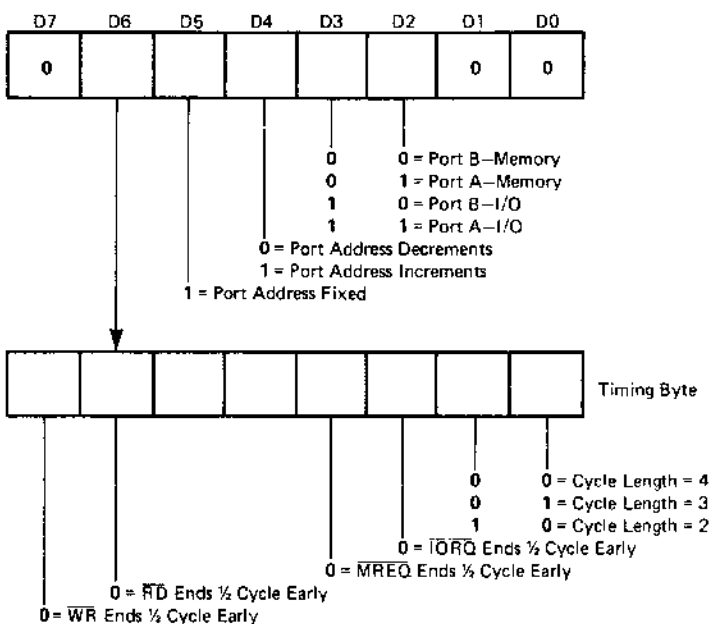 D7 D6 D5 D4 D3 D2 D1 D0
0 0 0
0 0 = Port B–Memory
0 1 = Port A–Memory
1 0 = Port B–I/O
1 1 = Port A–I/O
0 = Port Address Decrements
1 = Port Address Increments
1 = Port Address Fixed
Timing Byte
0 0 = Cycle Length = 4
0 1 = Cycle Length = 3
1 0 = Cycle Length = 2
0 = I̅O̅R̅Q̅ Ends ½ Cycle Early
0 = M̅R̅E̅Q̅ Ends ½ Cycle Early
0 = R̅D̅ Ends ½ Cycle Early
0 = W̅R̅ Ends ½ Cycle Early